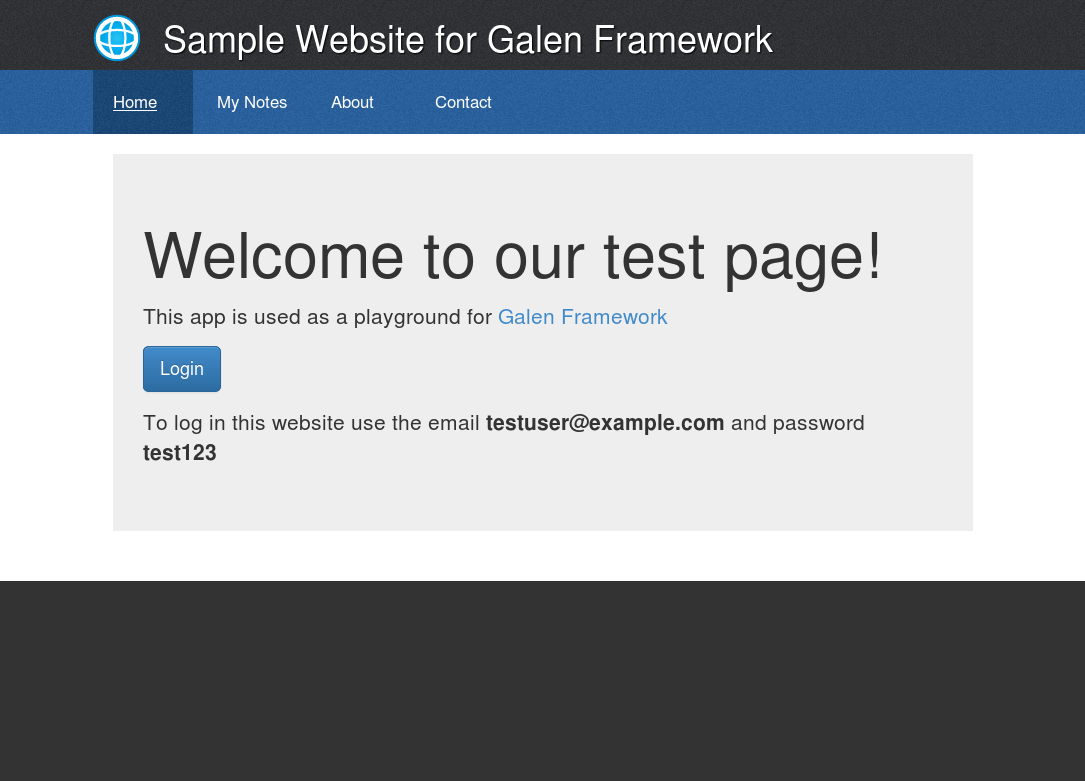 Sample Website for Galen Framework
Home My Notes About Contact
Welcome to our test page!
This app is used as a playground for Galen Framework
Login
To log in this website use the email testuser@example.com and password
test123